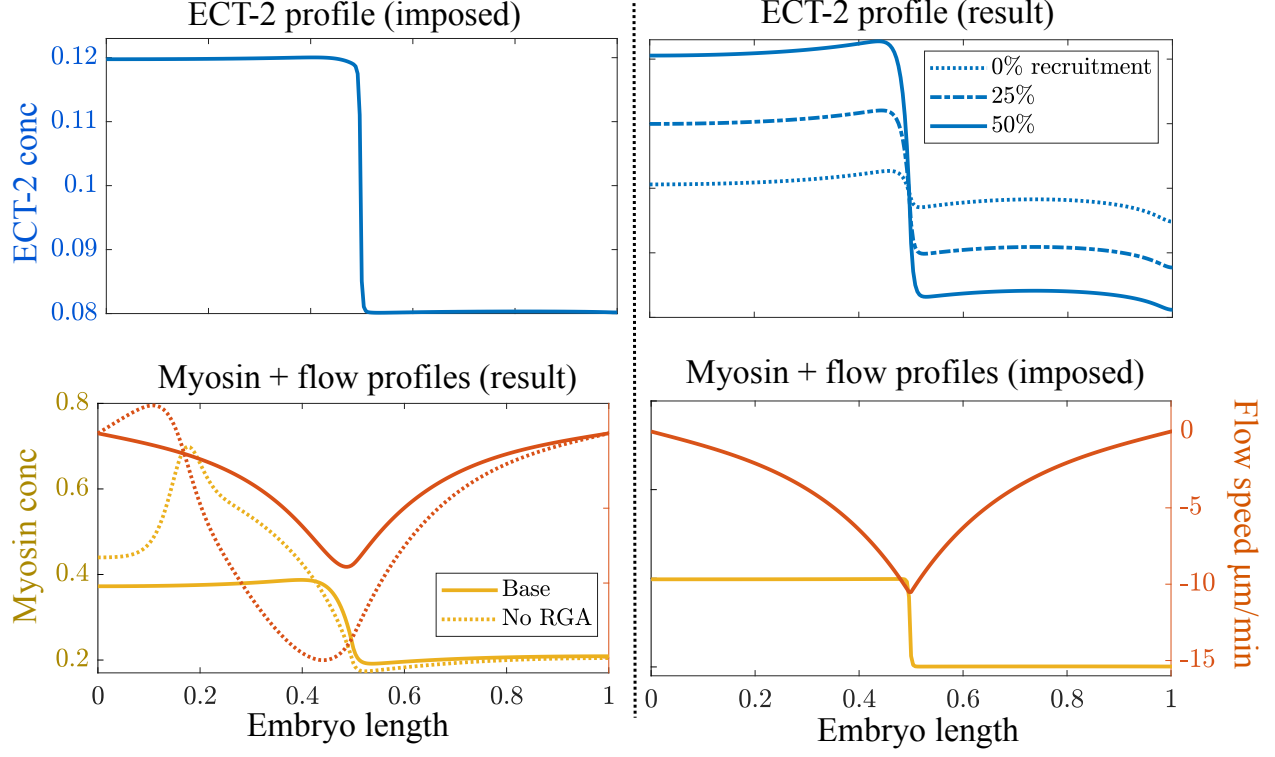 ECT-2 profile (imposed)
ECT-2 conc
0.12
0.11
0.1
0.09
0.08
ECT-2 profile (result)
0% recruitment
25%
50%
Myosin + flow profiles (result)
Myosin conc
0.8
0.6
0.4
0.2
Base
No RGA
0 0.2 0.4 0.6 0.8 1
Embryo length
Myosin + flow profiles (imposed)
0
-5
-10
-15
Flow speed µm/min
0 0.2 0.4 0.6 0.8 1
Embryo length